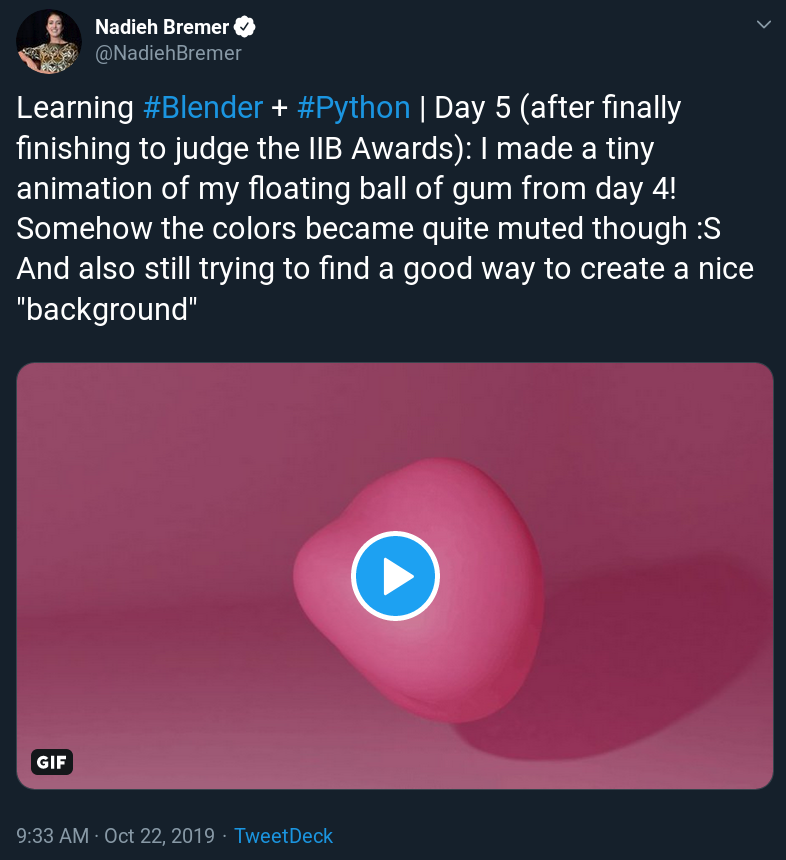 Nadieh Bremer
@NadiehBremer
Learning #Blender + #Python | Day 5 (after finally
finishing to judge the IIB Awards): I made a tiny
animation of my floating ball of gum from day 4!
Somehow the colors became quite muted though :S
And also still trying to find a good way to create a nice
"background"
GIF
9:33 AM · Oct 22, 2019 · TweetDeck